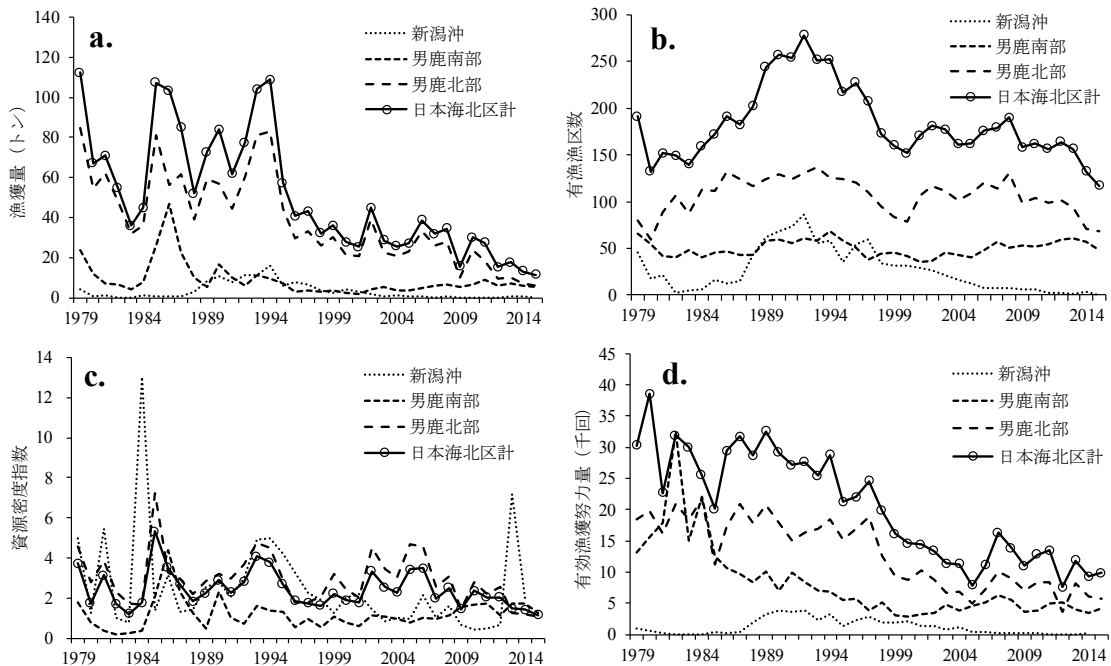 a.
漁獲量（トン）
140
120
100
80
60
40
20
0
1979 1984 1989 1994 1999 2004 2009 2014
新潟沖
男鹿南部
男鹿北部
日本海北区計
b.
有漁漁区数
300
250
200
150
100
50
0
1979 1984 1989 1994 1999 2004 2009 2014
新潟沖
男鹿南部
男鹿北部
日本海北区計
c.
資源密度指数
14
12
10
8
6
4
2
0
1979 1984 1989 1994 1999 2004 2009 2014
新潟沖
男鹿南部
男鹿北部
日本海北区計
d.
有効漁獲努力量（千回）
45
40
35
30
25
20
15
10
5
0
1979 1984 1989 1994 1999 2004 2009 2014
新潟沖
男鹿南部
男鹿北部
日本海北区計